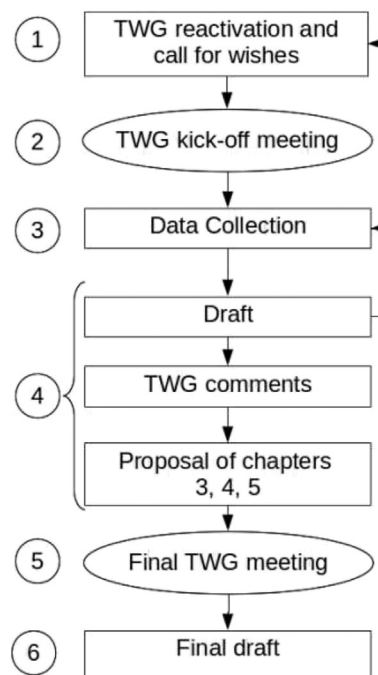 1
TWG reactivation and
call for wishes
2
TWG kick-off meeting
3
Data Collection
4
Draft
TWG comments
Proposal of chapters
3, 4, 5
5
Final TWG meeting
6
Final draft